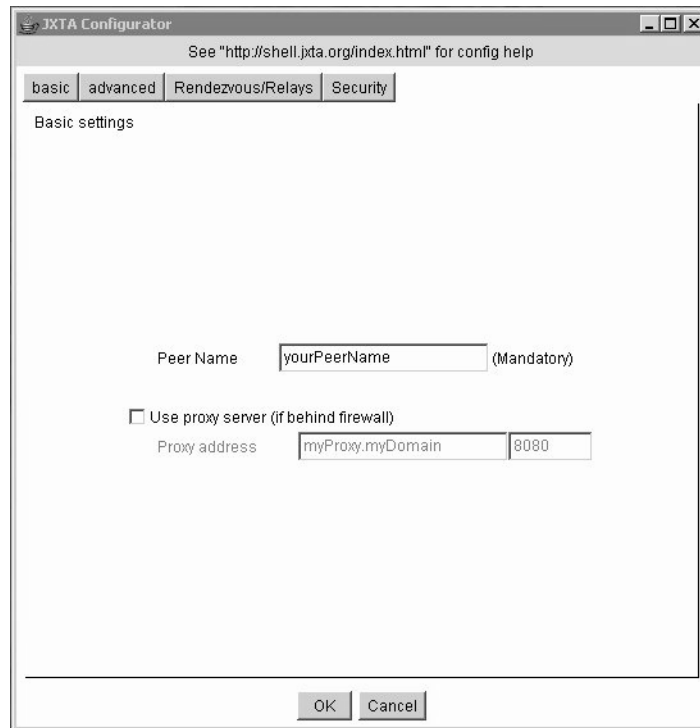 JXTA Configurator
See "http://shell.jxta.org/index.html" for config help
basic advanced Rendezvous/Relays Security
Basic settings
Peer Name yourPeerName (Mandatory)
Use proxy server (if behind firewall)
Proxy address myProxy.myDomain 8080
OK Cancel